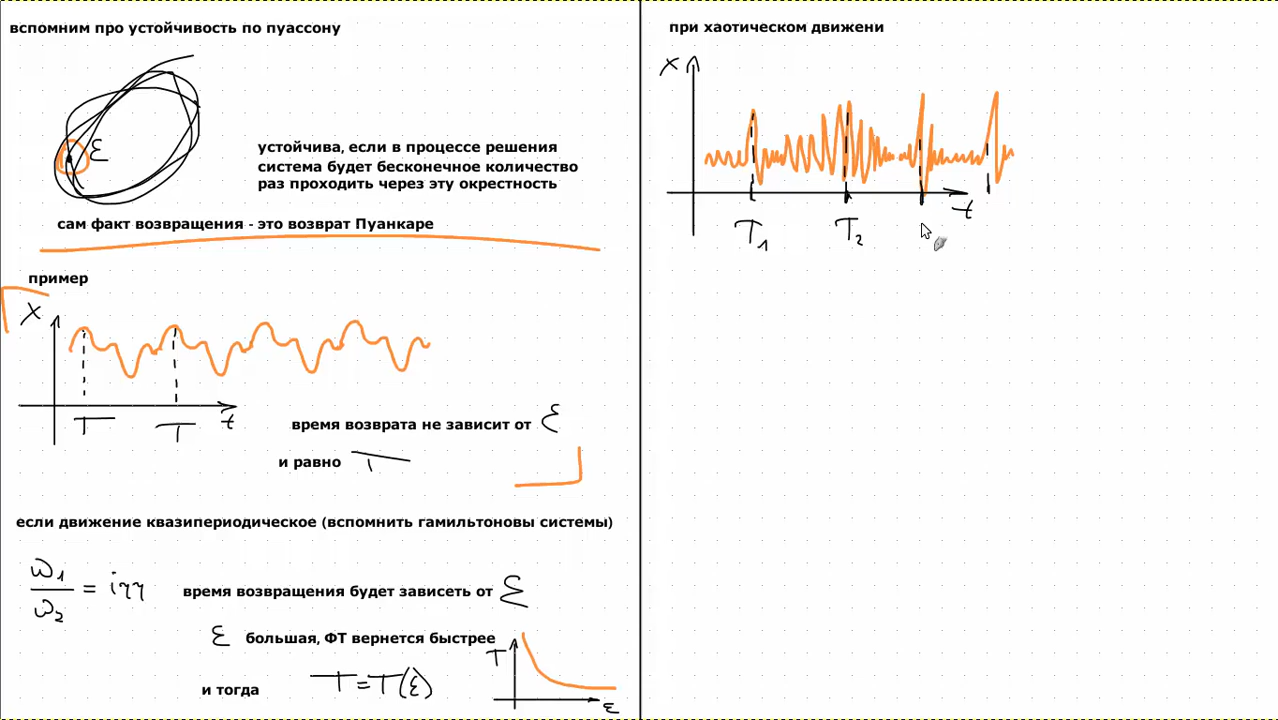 вспомним про устойчивость по пуассону
ε
устойчива, если в процессе решения
система будет бесконечное количество
раз проходить через эту окрестность
сам факт возвращения - это возврат Пуанкаре
пример
X
T T t
время возврата не зависит от ε
и равно T
если движение квазипериодическое (вспомнить гамильтоновы системы)
ω₁/ω₂ = irr
время возвращения будет зависеть от ε
ε большая, ФТ вернется быстрее
и тогда T=T(ε)
T
ε
при хаотическом движени
X
t
T₁ T₂